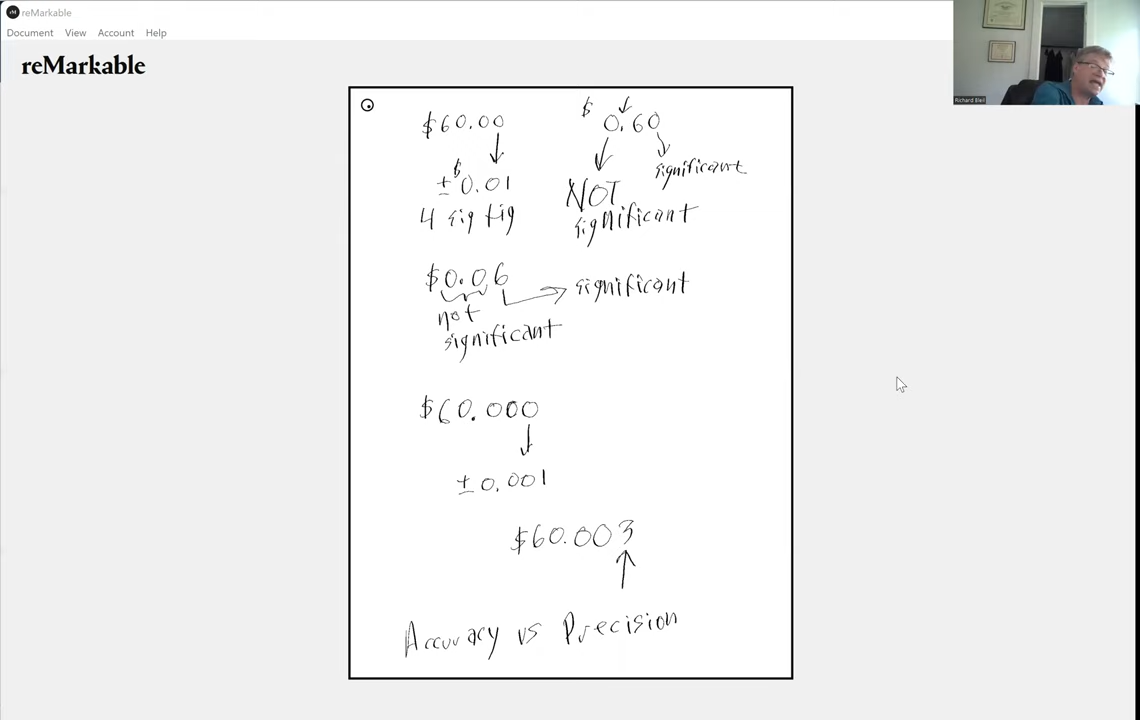 reMarkable
Document View Account Help
reMarkable
Richard Bleil
$60.00
$ 0.60
± $0.01
4 sig fig
NOT
significant
significant
$0.06
significant
not
significant
$60.000
± 0.001
$60.003
Accuracy vs Precision